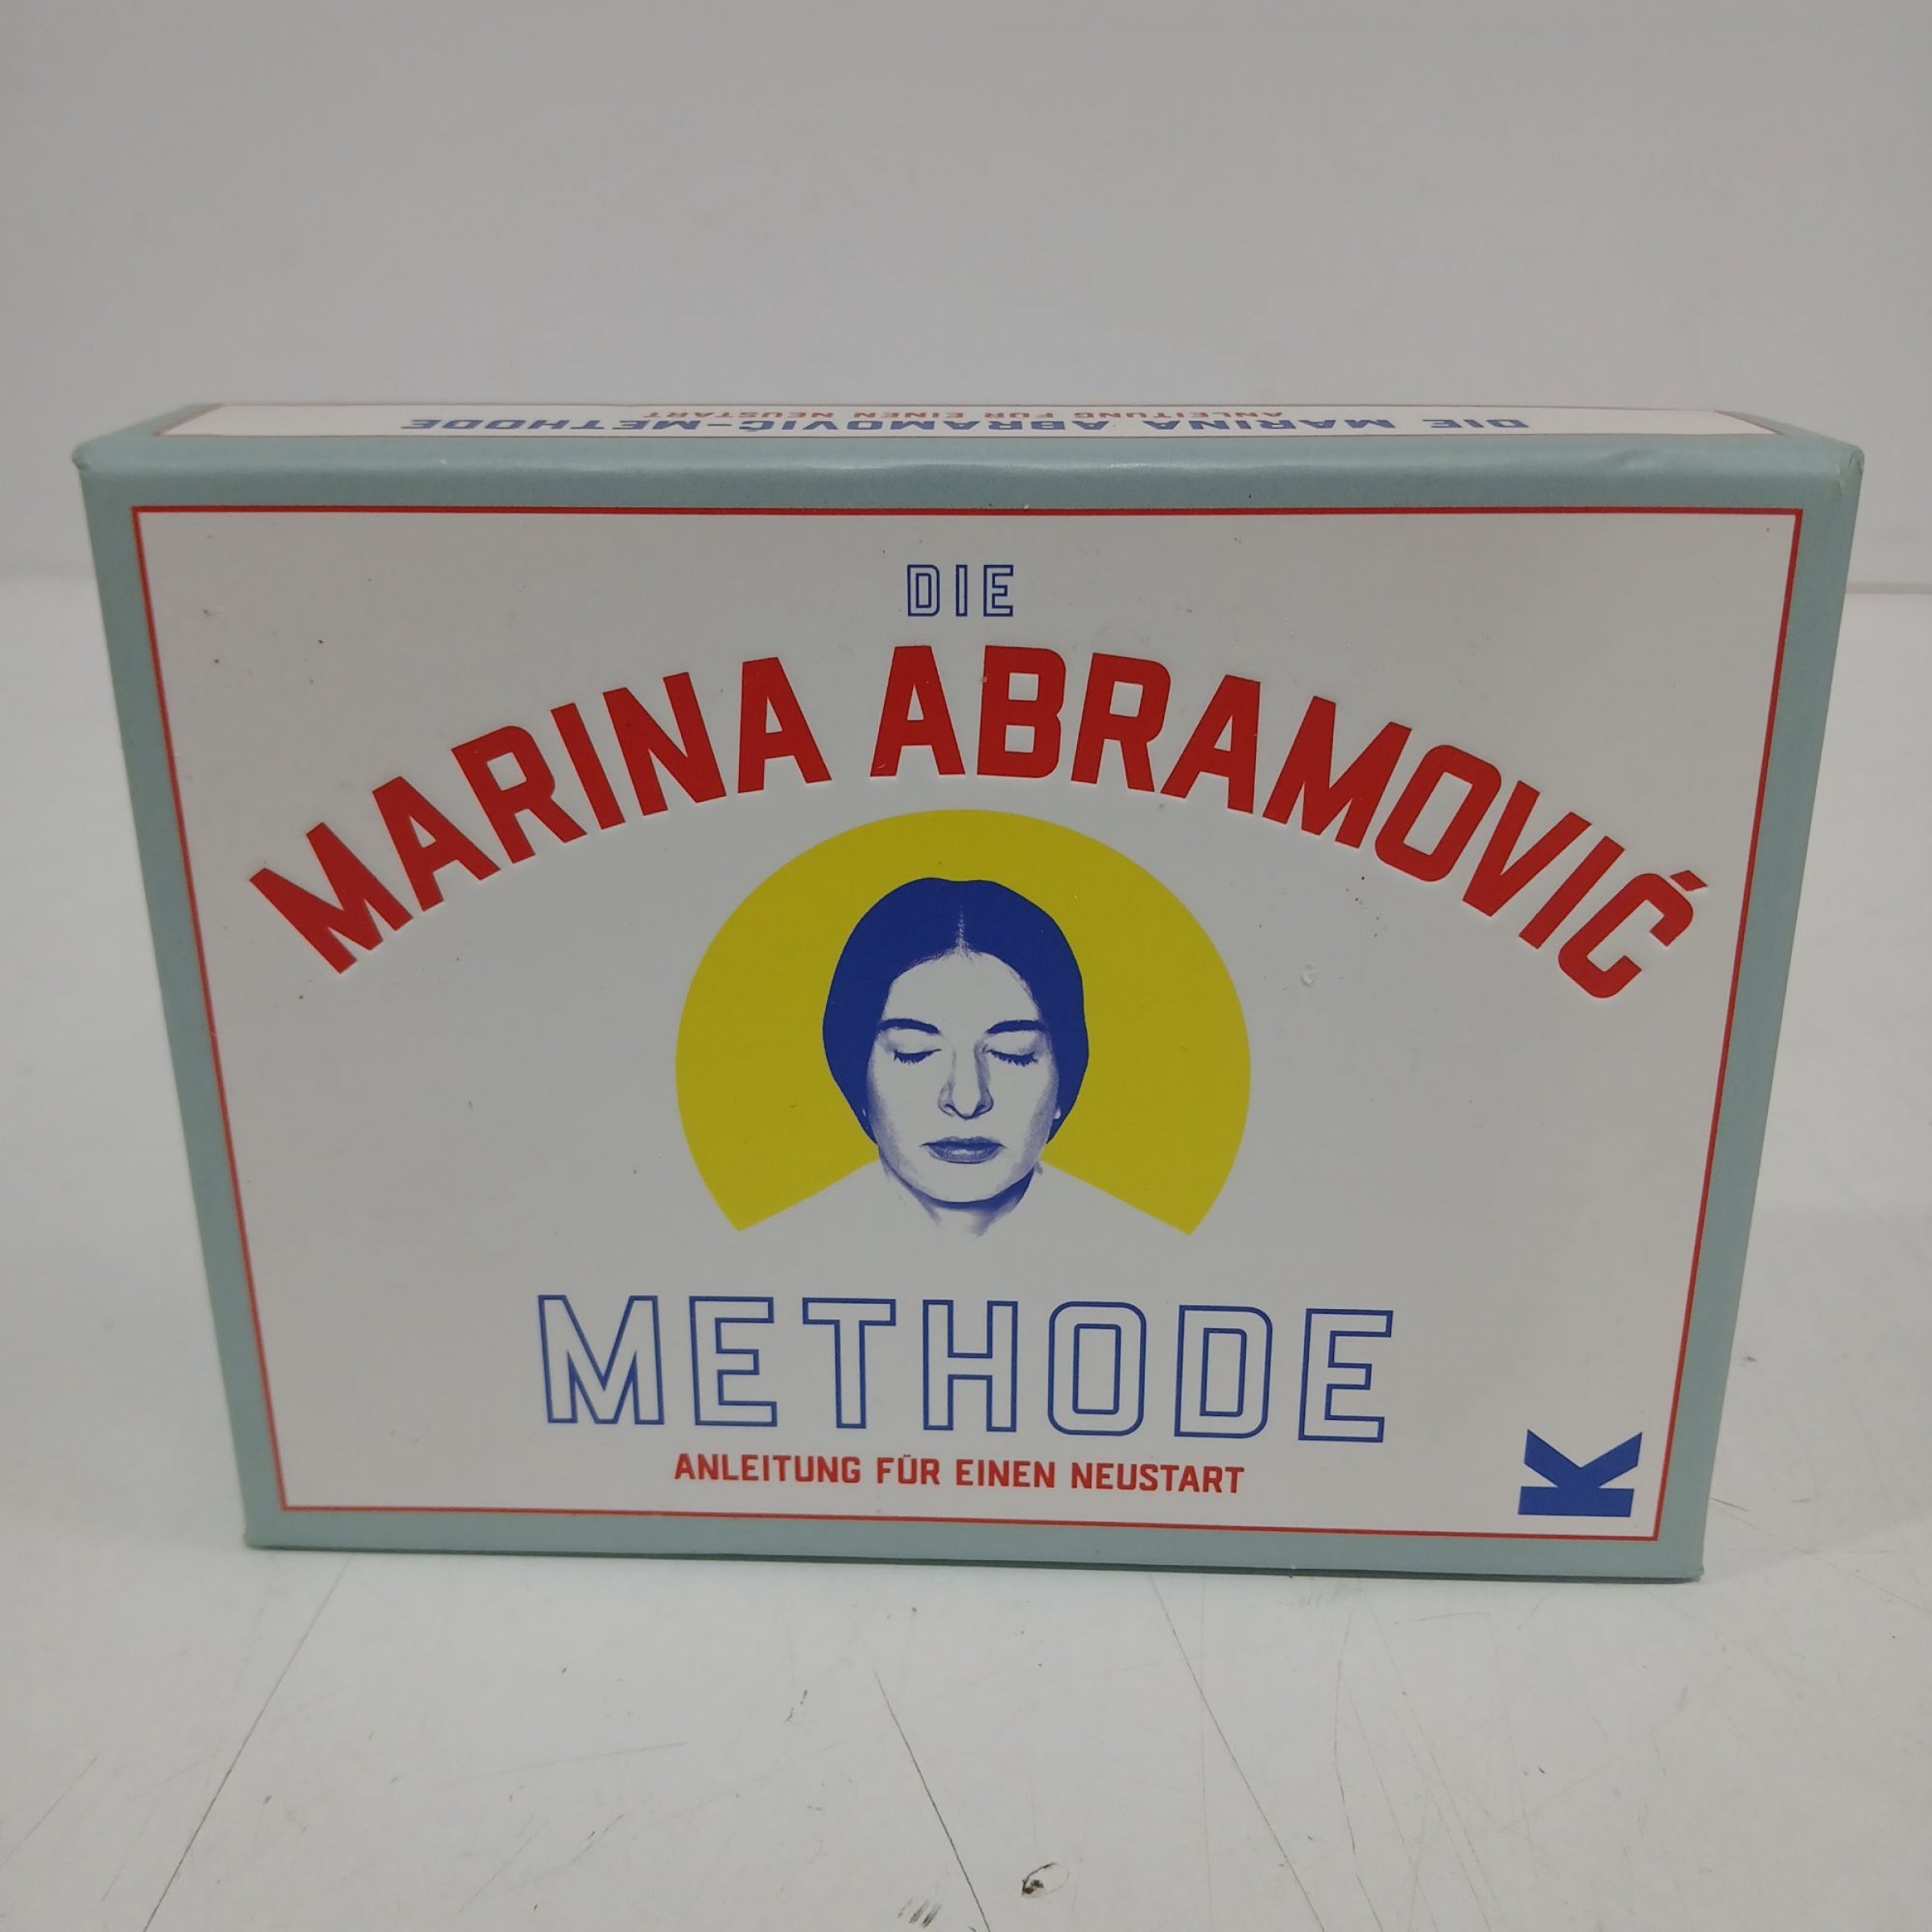 DIE MARINA ABRAMOVIĆ-METHODE
ANLEITUNG FÜR EINEN NEUSTART
DIE
MARINA ABRAMOVIĆ
METHODE
ANLEITUNG FÜR EINEN NEUSTART
K